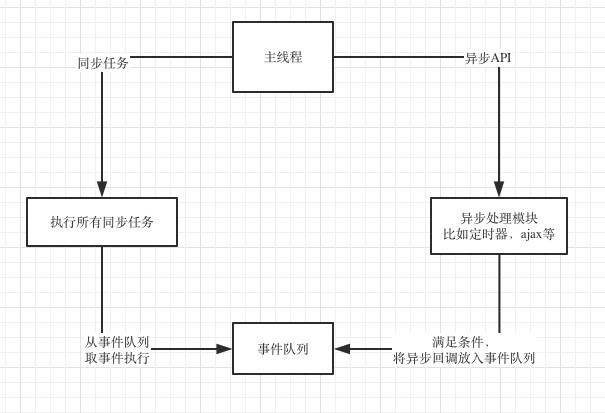 主线程
同步任务
异步API
执行所有同步任务
异步处理模块
比如定时器，ajax等
从事件队列
取事件执行
事件队列
满足条件，
将异步回调放入事件队列